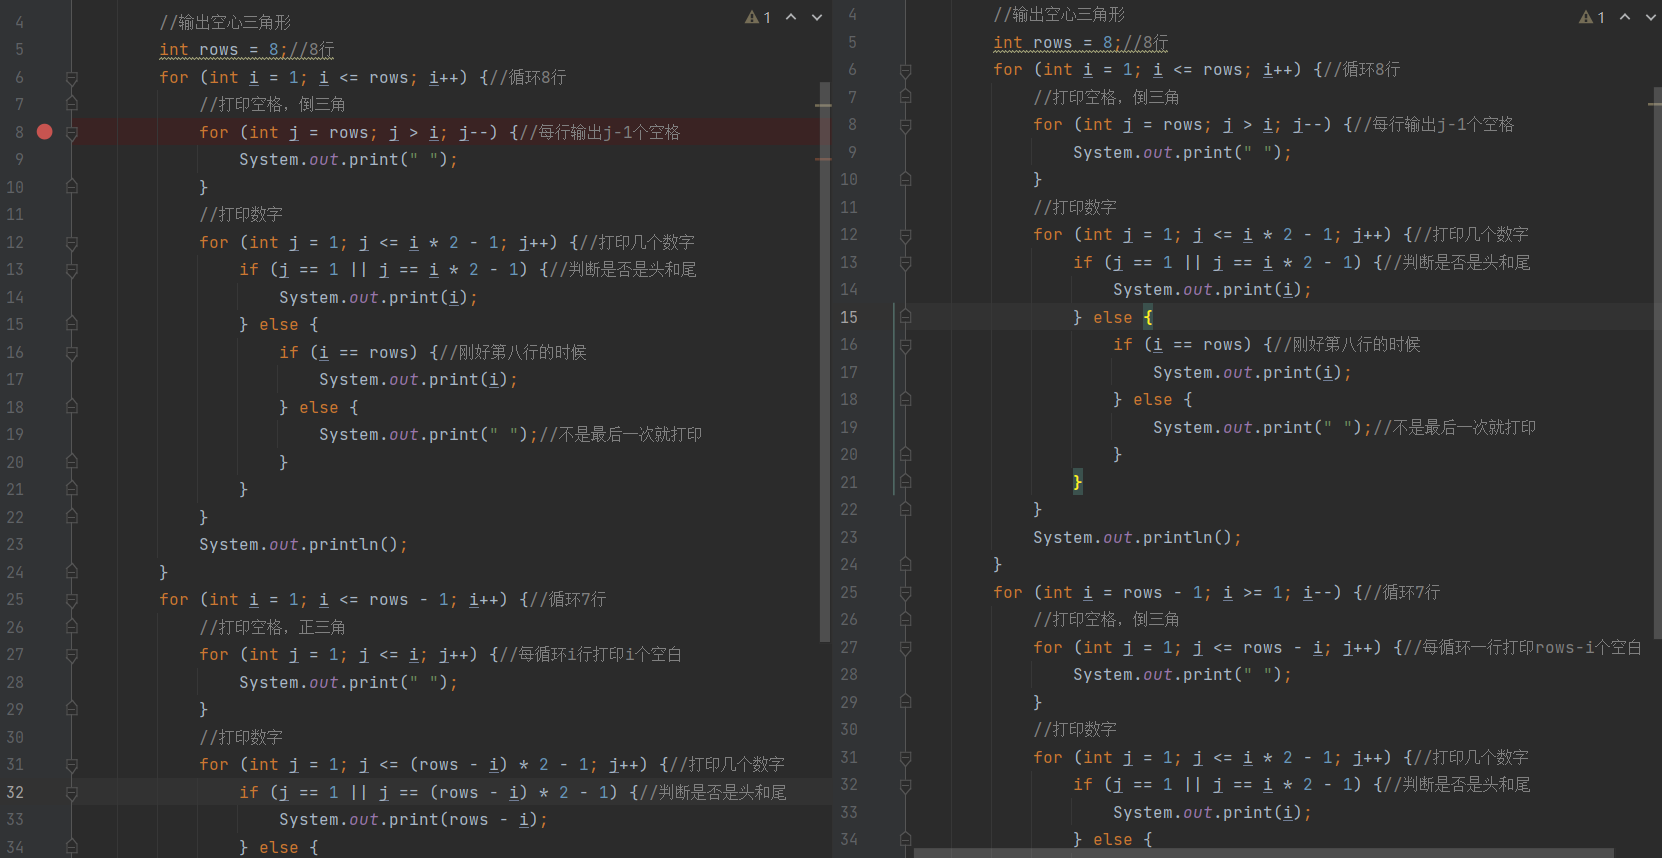 4 //输出空心三角形
5 int rows = 8;//8行
6 for (int i = 1; i <= rows; i++) {//循环8行
7 //打印空格，倒三角
8 for (int j = rows; j > i; j--) {//每行输出j-1个空格
9 System.out.print(" ");
10 }
11 //打印数字
12 for (int j = 1; j <= i * 2 - 1; j++) {//打印几个数字
13 if (j == 1 || j == i * 2 - 1) {//判断是否是头和尾
14 System.out.print(i);
15 } else {
16 if (i == rows) {//刚好第八行的时候
17 System.out.print(i);
18 } else {
19 System.out.print(" ");//不是最后一次就打印
20 }
21 }
22 }
23 System.out.println();
24 }
25 for (int i = 1; i <= rows - 1; i++) {//循环7行
26 //打印空格，正三角
27 for (int j = 1; j <= i; j++) {//每循环i行打印i个空白
28 System.out.print(" ");
29 }
30 //打印数字
31 for (int j = 1; j <= (rows - i) * 2 - 1; j++) {//打印几个数字
32 if (j == 1 || j == (rows - i) * 2 - 1) {//判断是否是头和尾
33 System.out.print(rows - i);
34 } else {
1
4 //输出空心三角形
5 int rows = 8;//8行
6 for (int i = 1; i <= rows; i++) {//循环8行
7 //打印空格，倒三角
8 for (int j = rows; j > i; j--) {//每行输出j-1个空格
9 System.out.print(" ");
10 }
11 //打印数字
12 for (int j = 1; j <= i * 2 - 1; j++) {//打印几个数字
13 if (j == 1 || j == i * 2 - 1) {//判断是否是头和尾
14 System.out.print(i);
15 } else {
16 if (i == rows) {//刚好第八行的时候
17 System.out.print(i);
18 } else {
19 System.out.print(" ");//不是最后一次就打印
20 }
21 }
22 }
23 System.out.println();
24 }
25 for (int i = rows - 1; i >= 1; i--) {//循环7行
26 //打印空格，倒三角
27 for (int j = 1; j <= rows - i; j++) {//每循环一行打印rows-i个空白
28 System.out.print(" ");
29 }
30 //打印数字
31 for (int j = 1; j <= i * 2 - 1; j++) {//打印几个数字
32 if (j == 1 || j == i * 2 - 1) {//判断是否是头和尾
33 System.out.print(i);
34 } else {
1